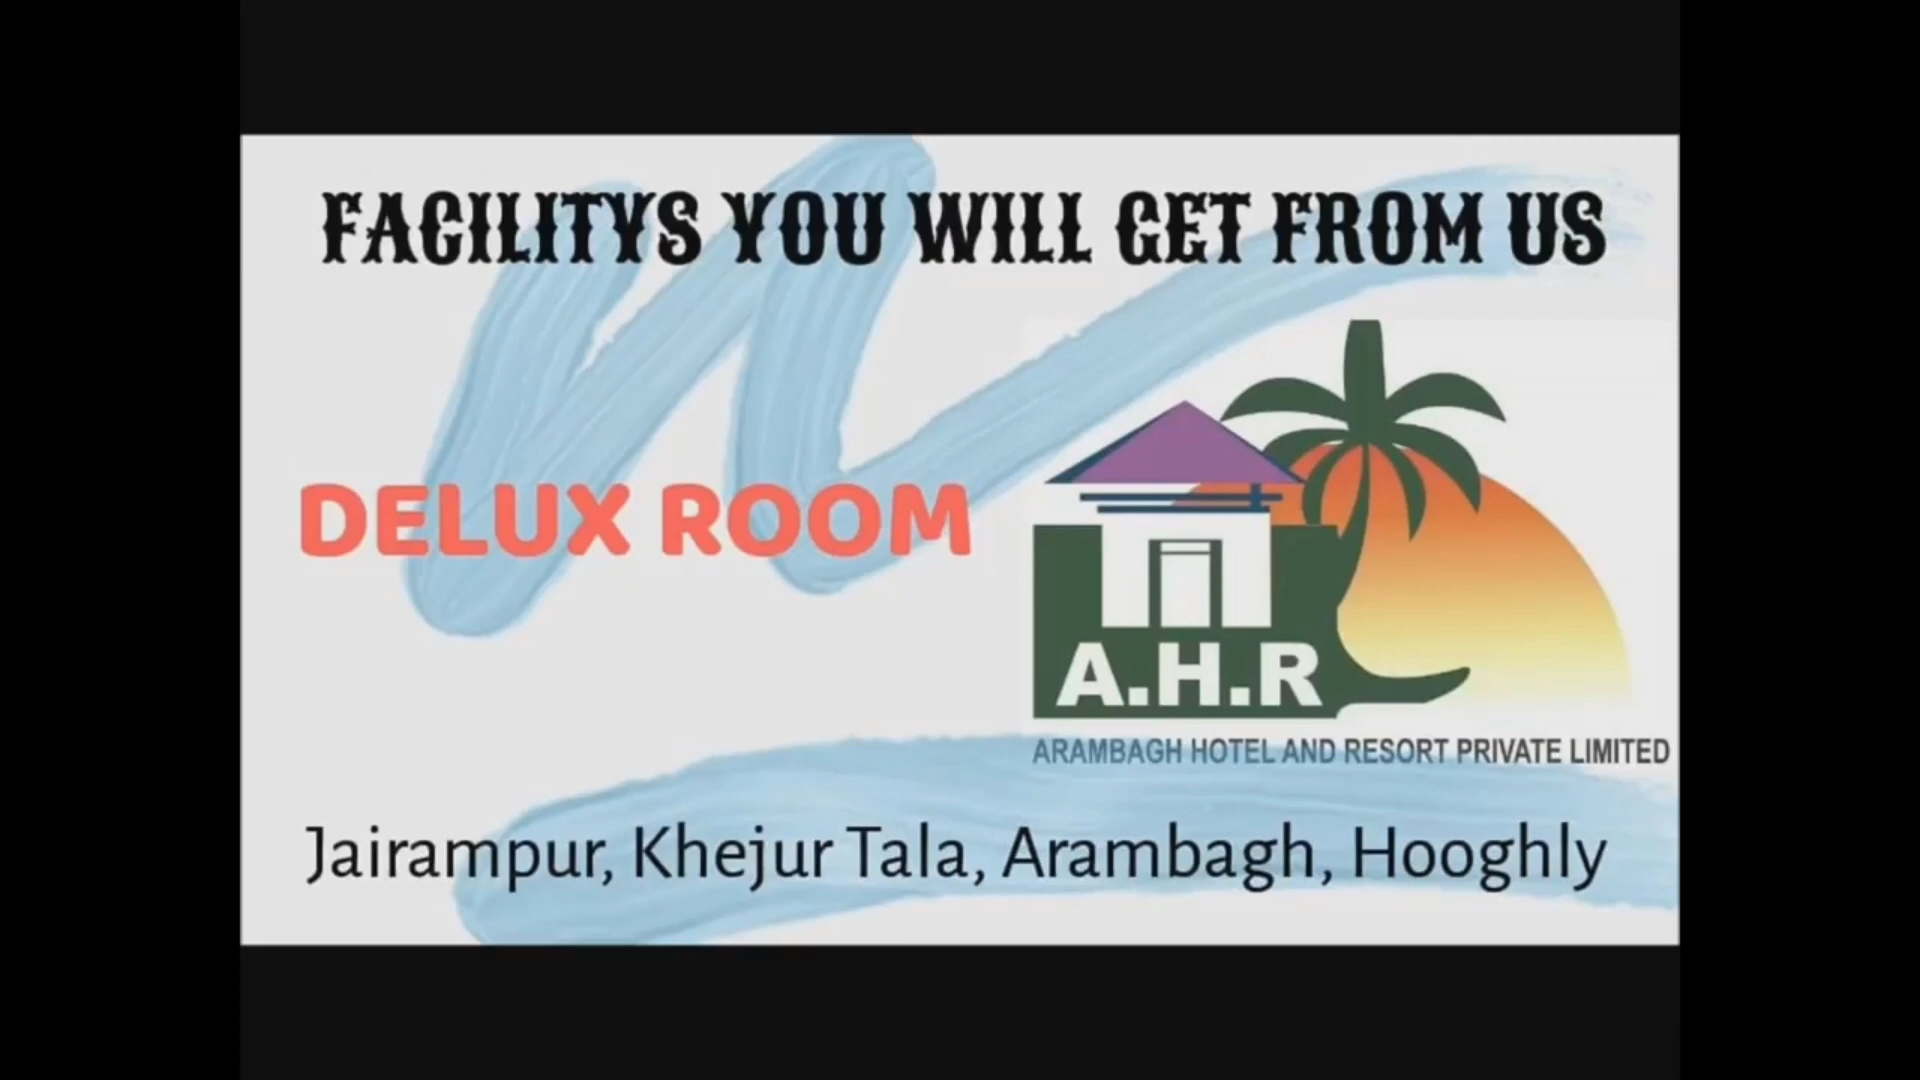 FACILITYS YOU WILL GET FROM US
DELUX ROOM
A.H.R
ARAMBAGH HOTEL AND RESORT PRIVATE LIMITED
Jairampur, Khejur Tala, Arambagh, Hooghly